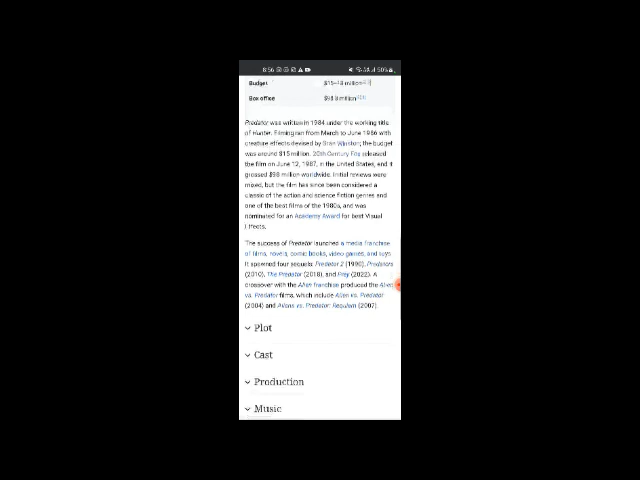 8:56
50%
Budget $15–18 million
Box office $98.3 million
Predator was written in 1984 under the working title
of Hunter. Filming ran from March to June 1986 with
creature effects devised by Stan Winston; the budget
was around $15 million. 20th Century Fox released
the film on June 12, 1987, in the United States, and it
grossed $98 million worldwide. Initial reviews were
mixed, but the film has since been considered a
classic of the action and science fiction genres and
one of the best films of the 1980s, and was
nominated for an Academy Award for best Visual
Effects.
The success of Predator launched a media franchise
of films, novels, comic books, video games, and toys.
It spawned four sequels: Predator 2 (1990), Predators
(2010), The Predator (2018), and Prey (2022). A
crossover with the Alien franchise produced the Alien
vs. Predator films, which include Alien vs. Predator
(2004) and Aliens vs. Predator: Requiem (2007).
Plot
Cast
Production
Music